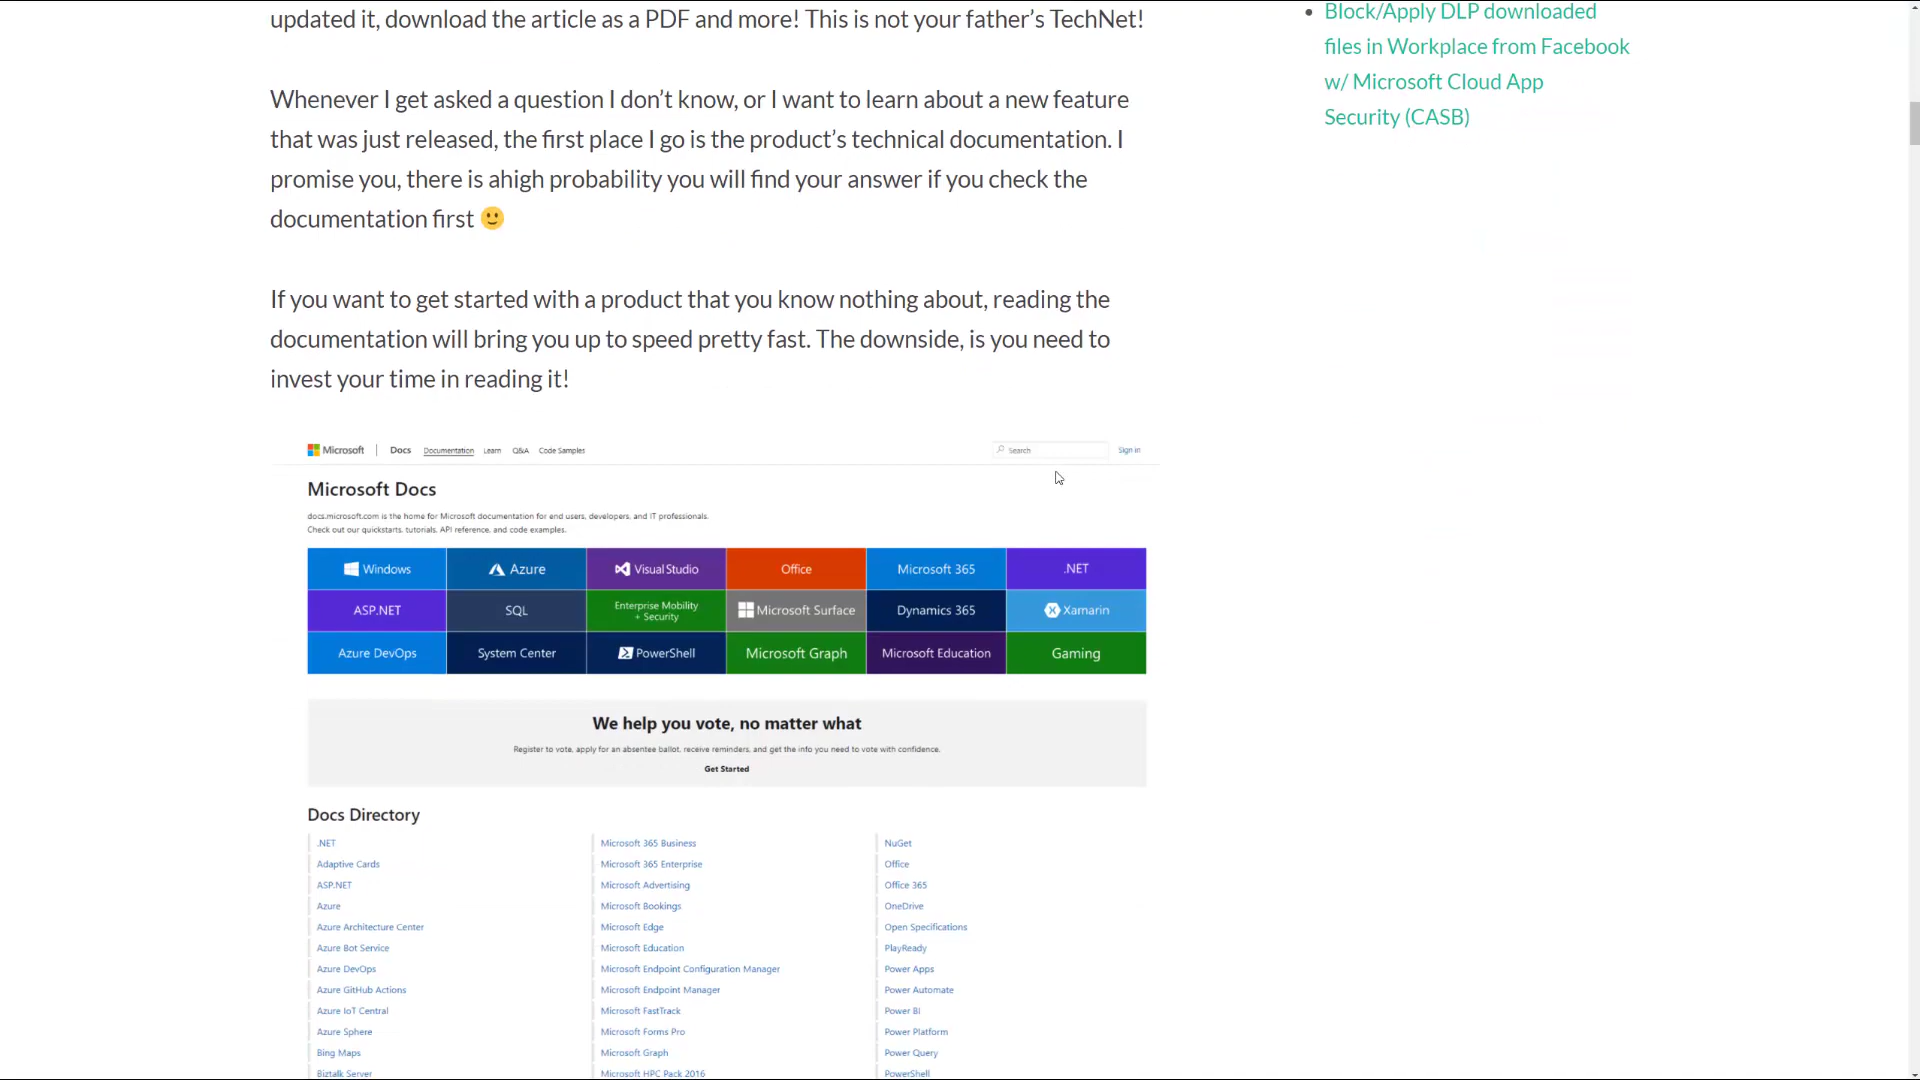 updated it, download the article as a PDF and more! This is not your father’s TechNet!
Whenever I get asked a question I don’t know, or I want to learn about a new feature
that was just released, the first place I go is the product’s technical documentation. I
promise you, there is ahigh probability you will find your answer if you check the
documentation first 🙂
If you want to get started with a product that you know nothing about, reading the
documentation will bring you up to speed pretty fast. The downside, is you need to
invest your time in reading it!
Block/Apply DLP downloaded
files in Workplace from Facebook
w/ Microsoft Cloud App
Security (CASB)
Microsoft | Docs Documentation Learn Q&A Code Samples Search Sign in
Microsoft Docs
docs.microsoft.com is the home for Microsoft documentation for end users, developers, and IT professionals.
Check out our quickstarts, tutorials, API reference, and code examples.
Windows Azure Visual Studio Office Microsoft 365 .NET
ASP.NET SQL Enterprise Mobility
+ Security Microsoft Surface Dynamics 365 Xamarin
Azure DevOps System Center PowerShell Microsoft Graph Microsoft Education Gaming
We help you vote, no matter what
Register to vote, apply for an absentee ballot, receive reminders, and get the info you need to vote with confidence.
Get Started
Docs Directory
.NET
Adaptive Cards
ASP.NET
Azure
Azure Architecture Center
Azure Bot Service
Azure DevOps
Azure GitHub Actions
Azure IoT Central
Azure Sphere
Bing Maps
Biztalk Server
Microsoft 365 Business
Microsoft 365 Enterprise
Microsoft Advertising
Microsoft Bookings
Microsoft Edge
Microsoft Education
Microsoft Endpoint Configuration Manager
Microsoft Endpoint Manager
Microsoft FastTrack
Microsoft Forms Pro
Microsoft Graph
Microsoft HPC Pack 2016
NuGet
Office
Office 365
OneDrive
Open Specifications
PlayReady
Power Apps
Power Automate
Power BI
Power Platform
Power Query
PowerShell